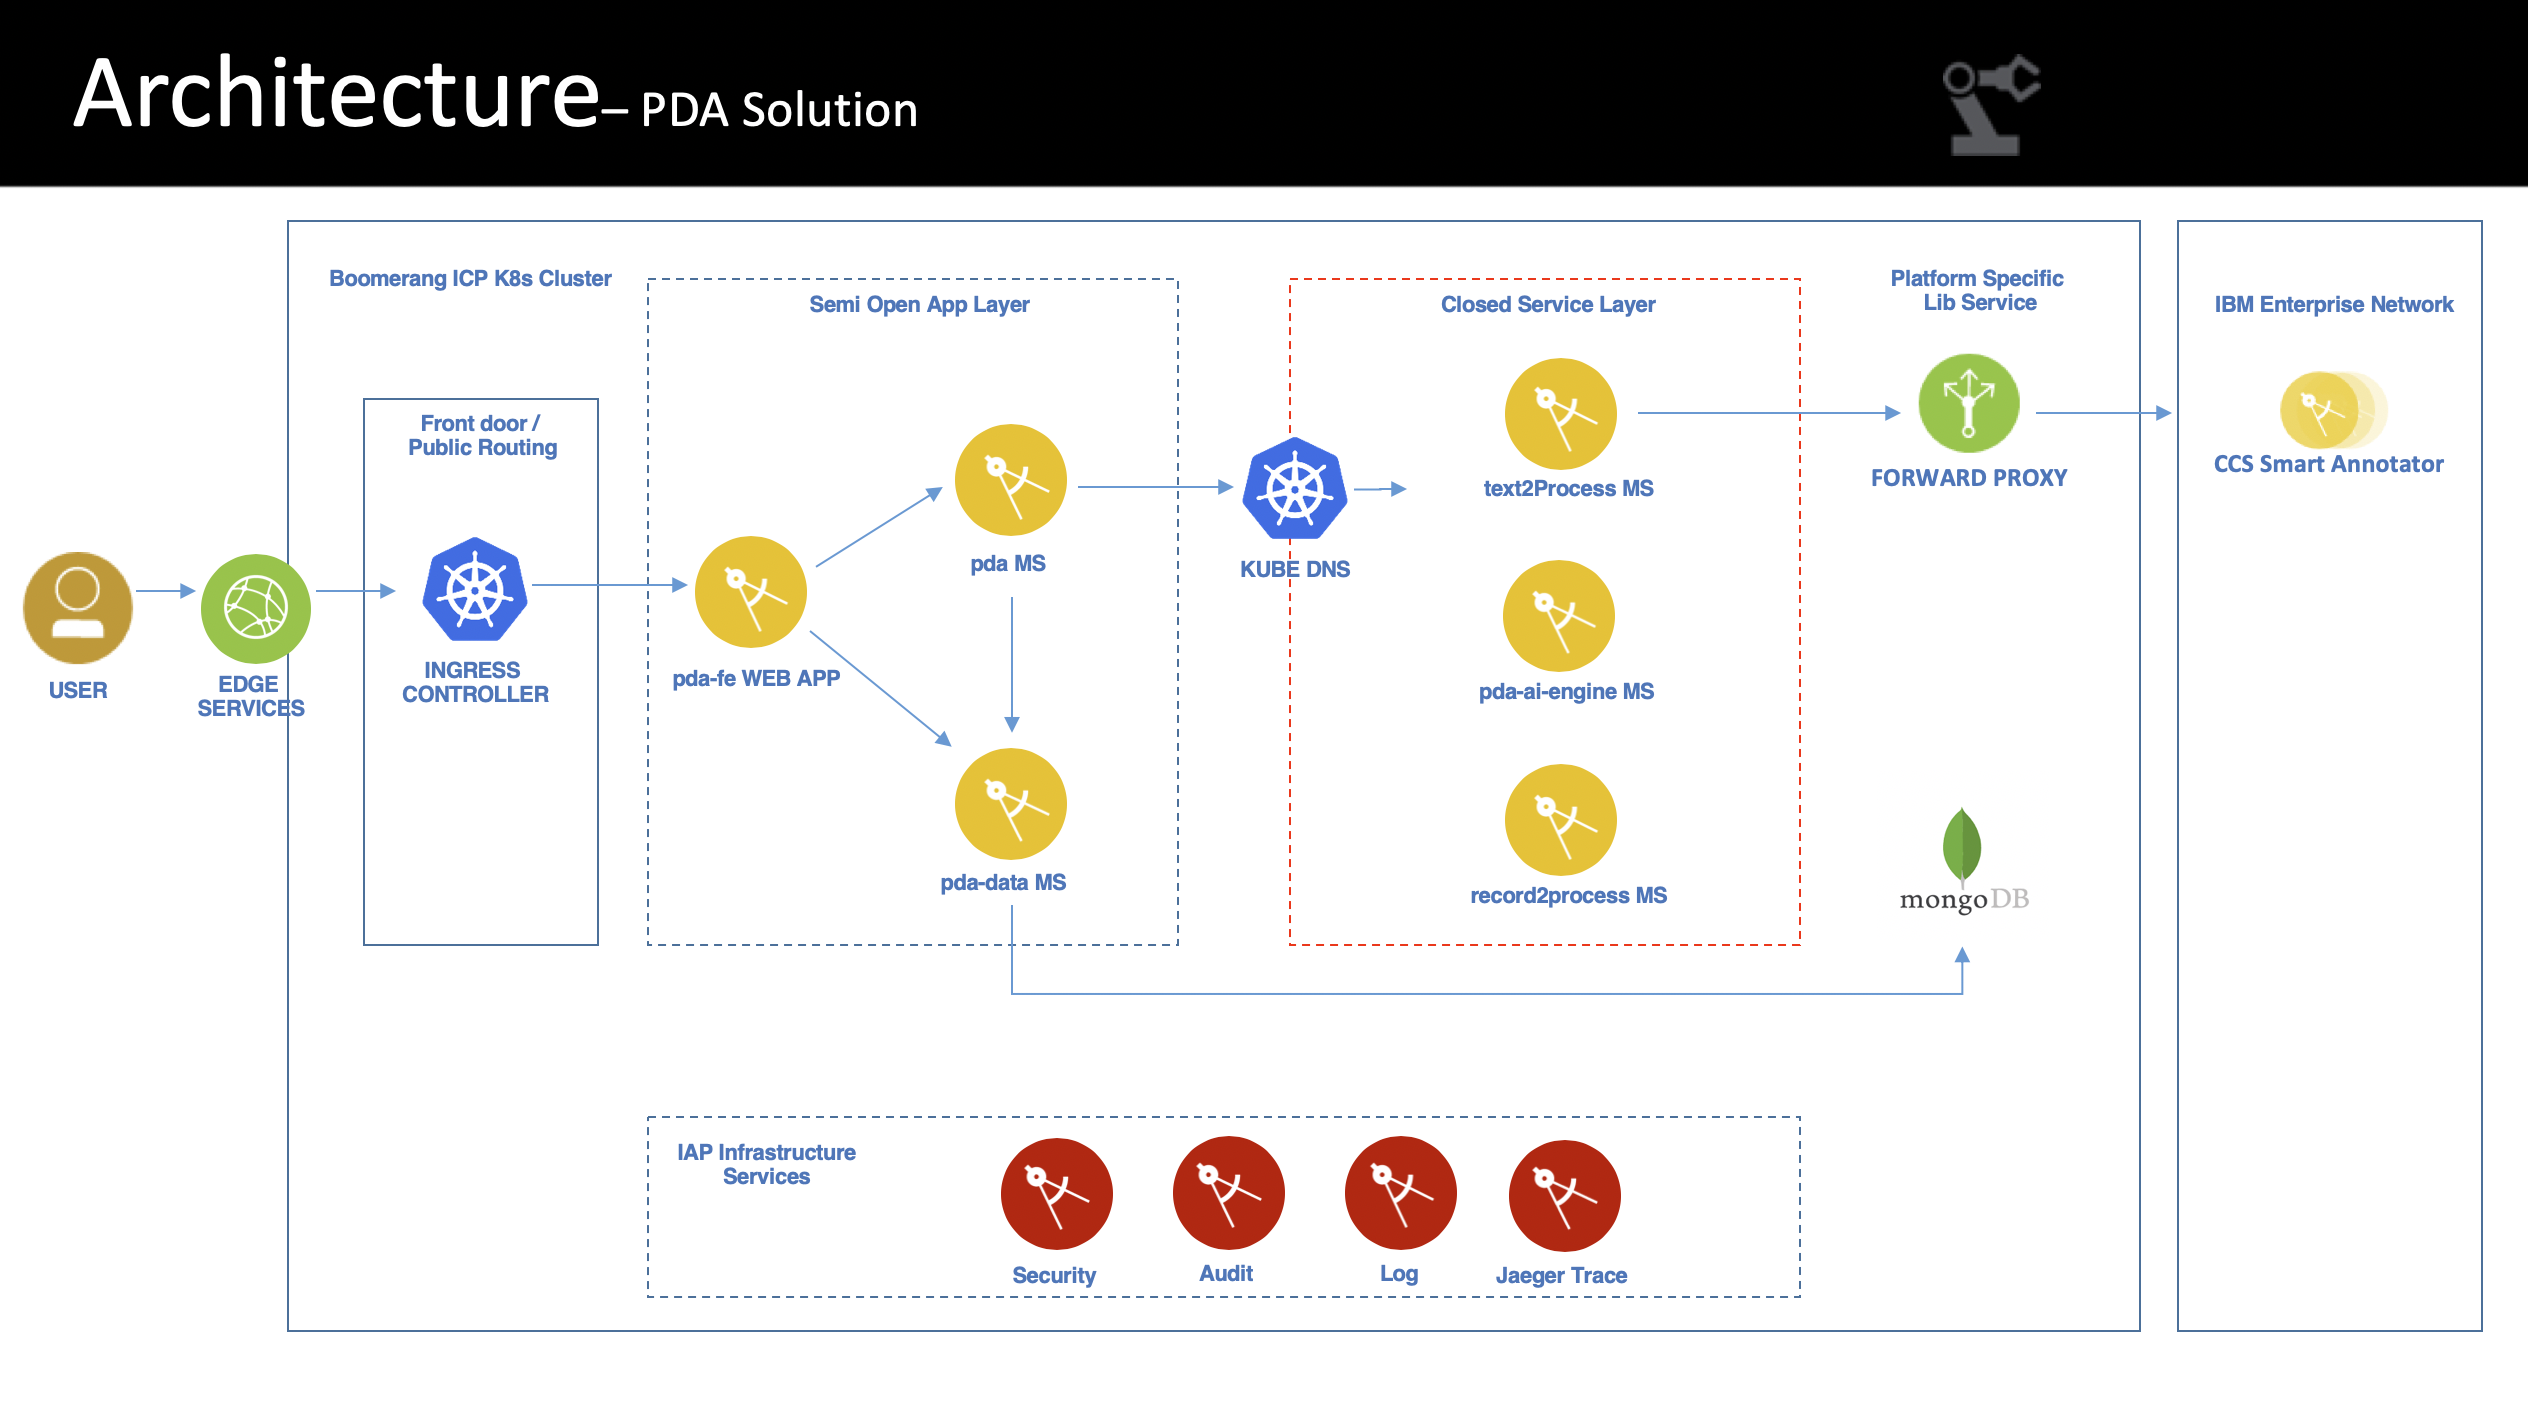 Architecture– PDA Solution
Boomerang ICP K8s Cluster
Semi Open App Layer
Closed Service Layer
Platform Specific
Lib Service
IBM Enterprise Network
Front door /
Public Routing
USER
EDGE
SERVICES
INGRESS
CONTROLLER
pda-fe WEB APP
pda MS
pda-data MS
KUBE DNS
text2Process MS
pda-ai-engine MS
record2process MS
FORWARD PROXY
CCS Smart Annotator
mongoDB
IAP Infrastructure
Services
Security
Audit
Log
Jaeger Trace